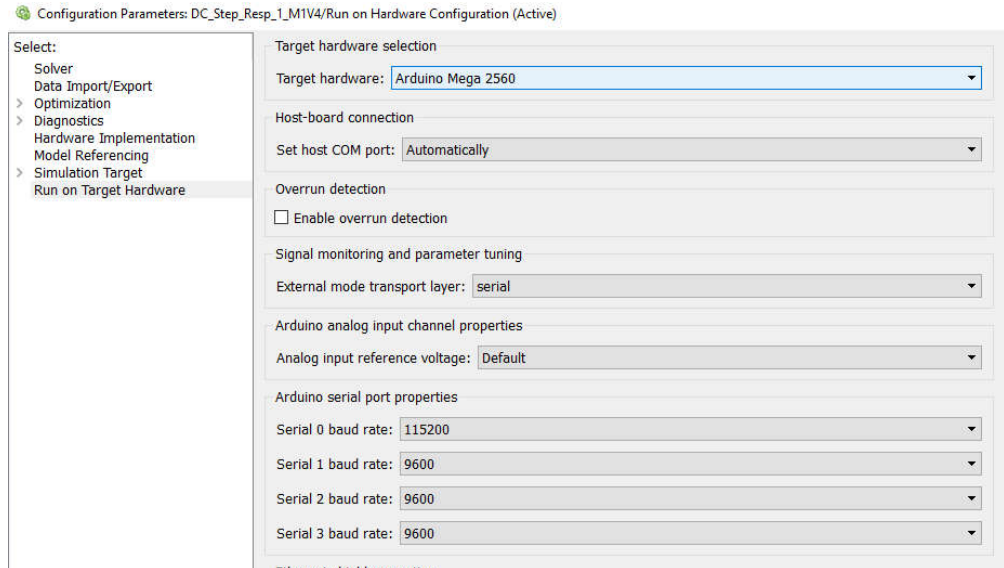 Configuration Parameters: DC_Step_Resp_1_M1V4/Run on Hardware Configuration (Active)
Select:
Solver
Data Import/Export
Optimization
Diagnostics
Hardware Implementation
Model Referencing
Simulation Target
Run on Target Hardware
Target hardware selection
Target hardware: Arduino Mega 2560
Host-board connection
Set host COM port: Automatically
Overrun detection
Enable overrun detection
Signal monitoring and parameter tuning
External mode transport layer: serial
Arduino analog input channel properties
Analog input reference voltage: Default
Arduino serial port properties
Serial 0 baud rate: 115200
Serial 1 baud rate: 9600
Serial 2 baud rate: 9600
Serial 3 baud rate: 9600